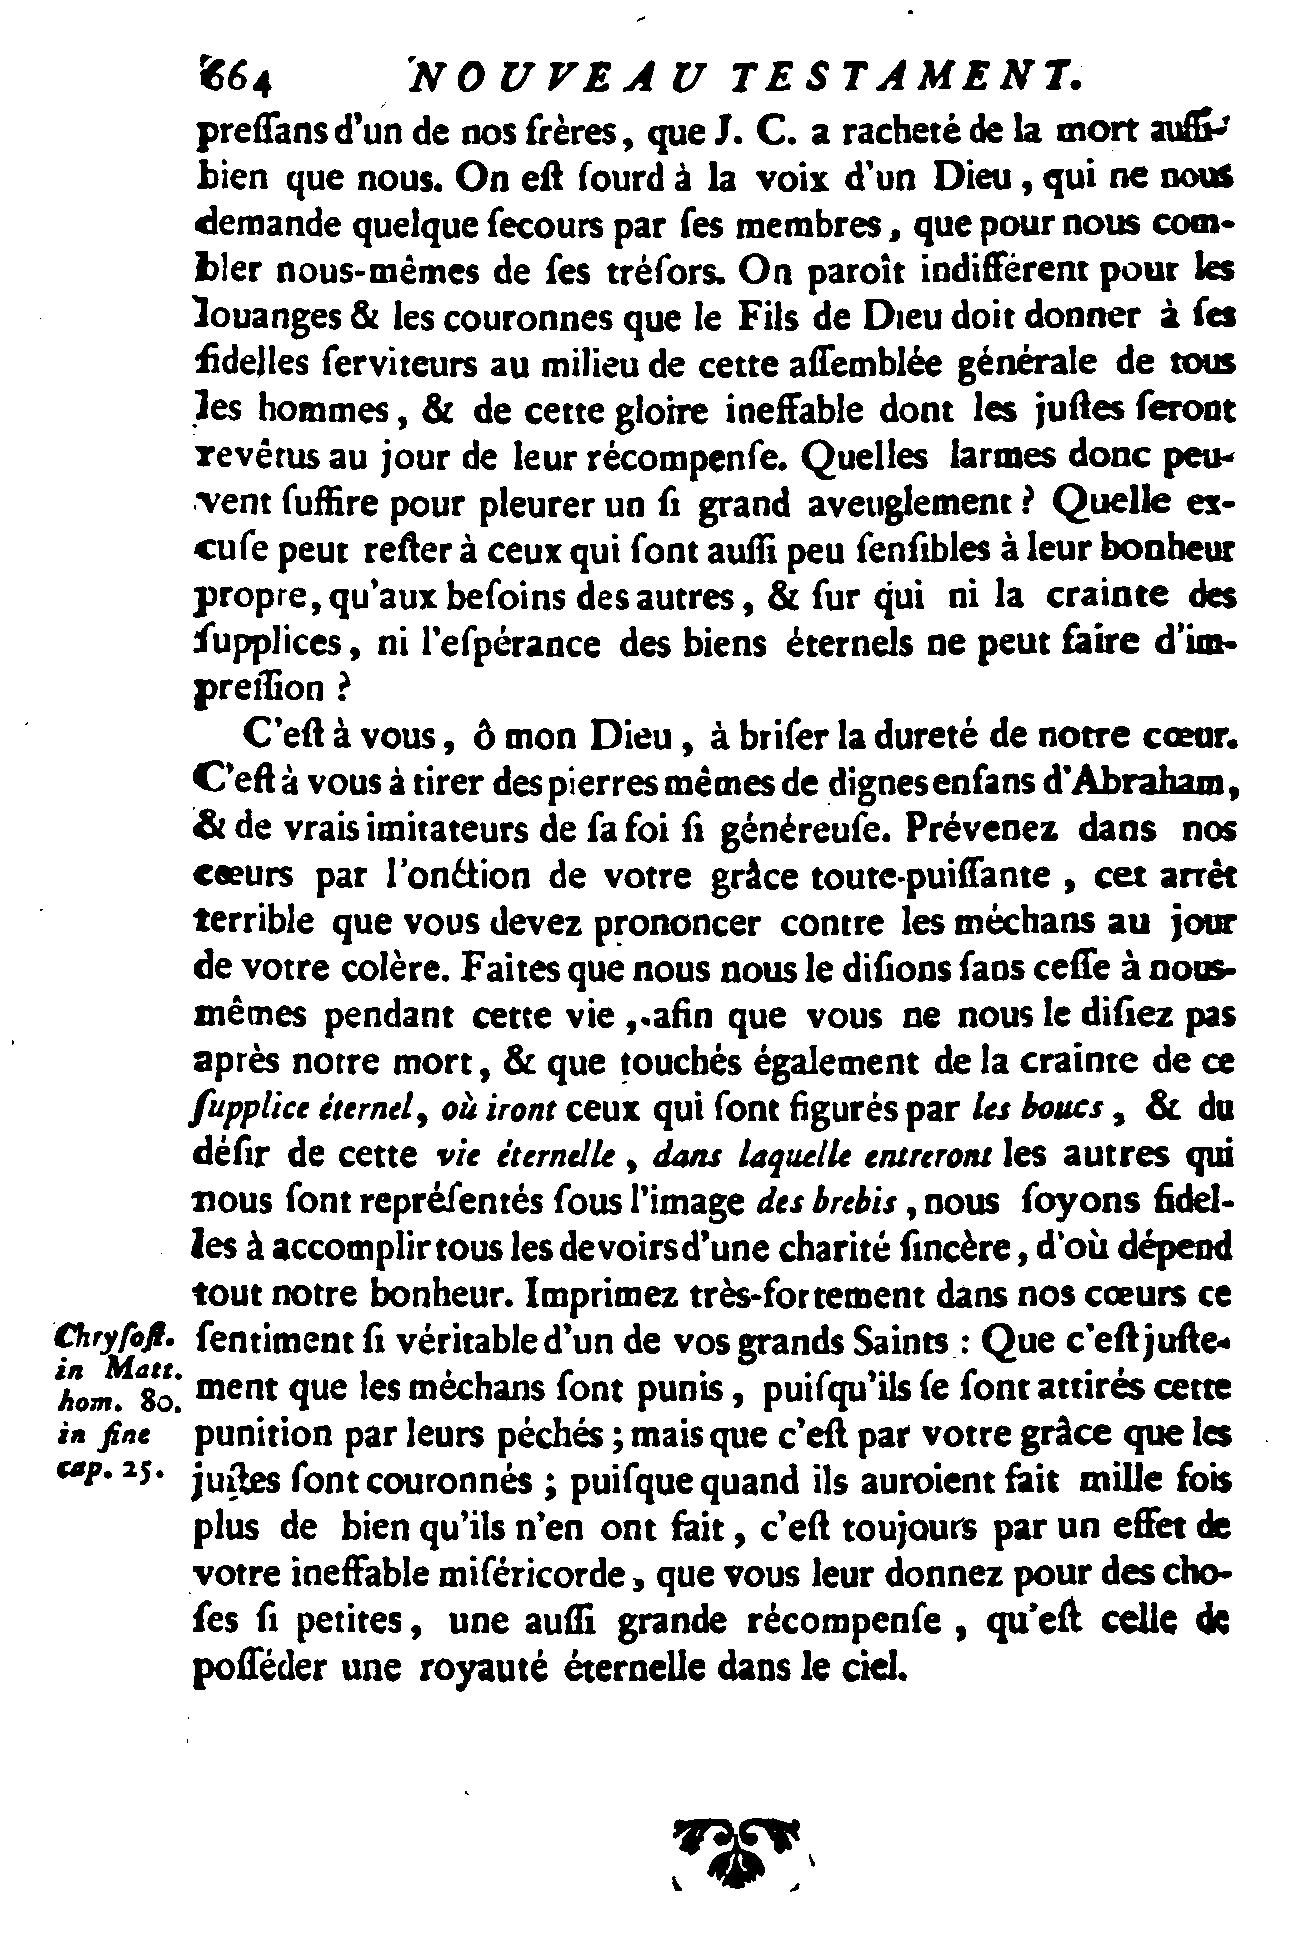 664 NOUVEAU TESTAMENT.
preſſans d'un de nos frères, que J. C. a racheté de la mort auſſi-
bien que nous. On eſt ſourd à la voix d'un Dieu, qui ne nous
demande quelque ſecours par ſes membres, que pour nous com-
bler nous-mêmes de ſes tréſors. On paroît indifférent pour les
louanges & les couronnes que le Fils de Dieu doit donner à ſes
fidelles ſerviteurs au milieu de cette aſſemblée générale de tous
les hommes, & de cette gloire ineffable dont les juſtes ſeront
revêtus au jour de leur récompenſe. Quelles larmes donc peu-
vent ſuffire pour pleurer un ſi grand aveuglement ? Quelle ex-
cuſe peut reſter à ceux qui ſont auſſi peu ſenſibles à leur bonheur
propre, qu'aux beſoins des autres, & ſur qui ni la crainte des
ſupplices, ni l'eſpérance des biens éternels ne peut faire d'im-
preſſion ?
C'eſt à vous, ô mon Dieu, à briſer la dureté de notre cœur.
C'eſt à vous à tirer des pierres mêmes de dignes enfans d'Abraham,
& de vrais imitateurs de ſa foi ſi généreuſe. Prévenez dans nos
cœurs par l'onction de votre grâce toute-puiſſante, cet arrêt
terrible que vous devez prononcer contre les méchans au jour
de votre colère. Faites que nous nous le diſions ſans ceſſe à nous-
mêmes pendant cette vie, afin que vous ne nous le diſiez pas
après notre mort, & que touchés également de la crainte de ce
ſupplice éternel, où iront ceux qui ſont figurés par les boucs, & du
déſir de cette vie éternelle, dans laquelle entreront les autres qui
nous ſont repréſentés ſous l'image des brebis, nous ſoyons fidel-
les à accomplir tous les devoirs d'une charité ſincère, d'où dépend
tout notre bonheur. Imprimez très-fortement dans nos cœurs ce
ſentiment ſi véritable d'un de vos grands Saints : Que c'eſt juſte-
ment que les méchans ſont punis, puiſqu'ils ſe ſont attirés cette
punition par leurs péchés ; mais que c'eſt par votre grâce que les
juſtes ſont couronnés ; puiſque quand ils auroient fait mille fois
plus de bien qu'ils n'en ont fait, c'eſt toujours par un effet de
votre ineffable miſéricorde, que vous leur donnez pour des cho-
ſes ſi petites, une auſſi grande récompenſe, qu'eſt celle de
poſſéder une royauté éternelle dans le ciel.
Chryſoſt.
in Matt.
hom. 80.
in fine
cap. 25.